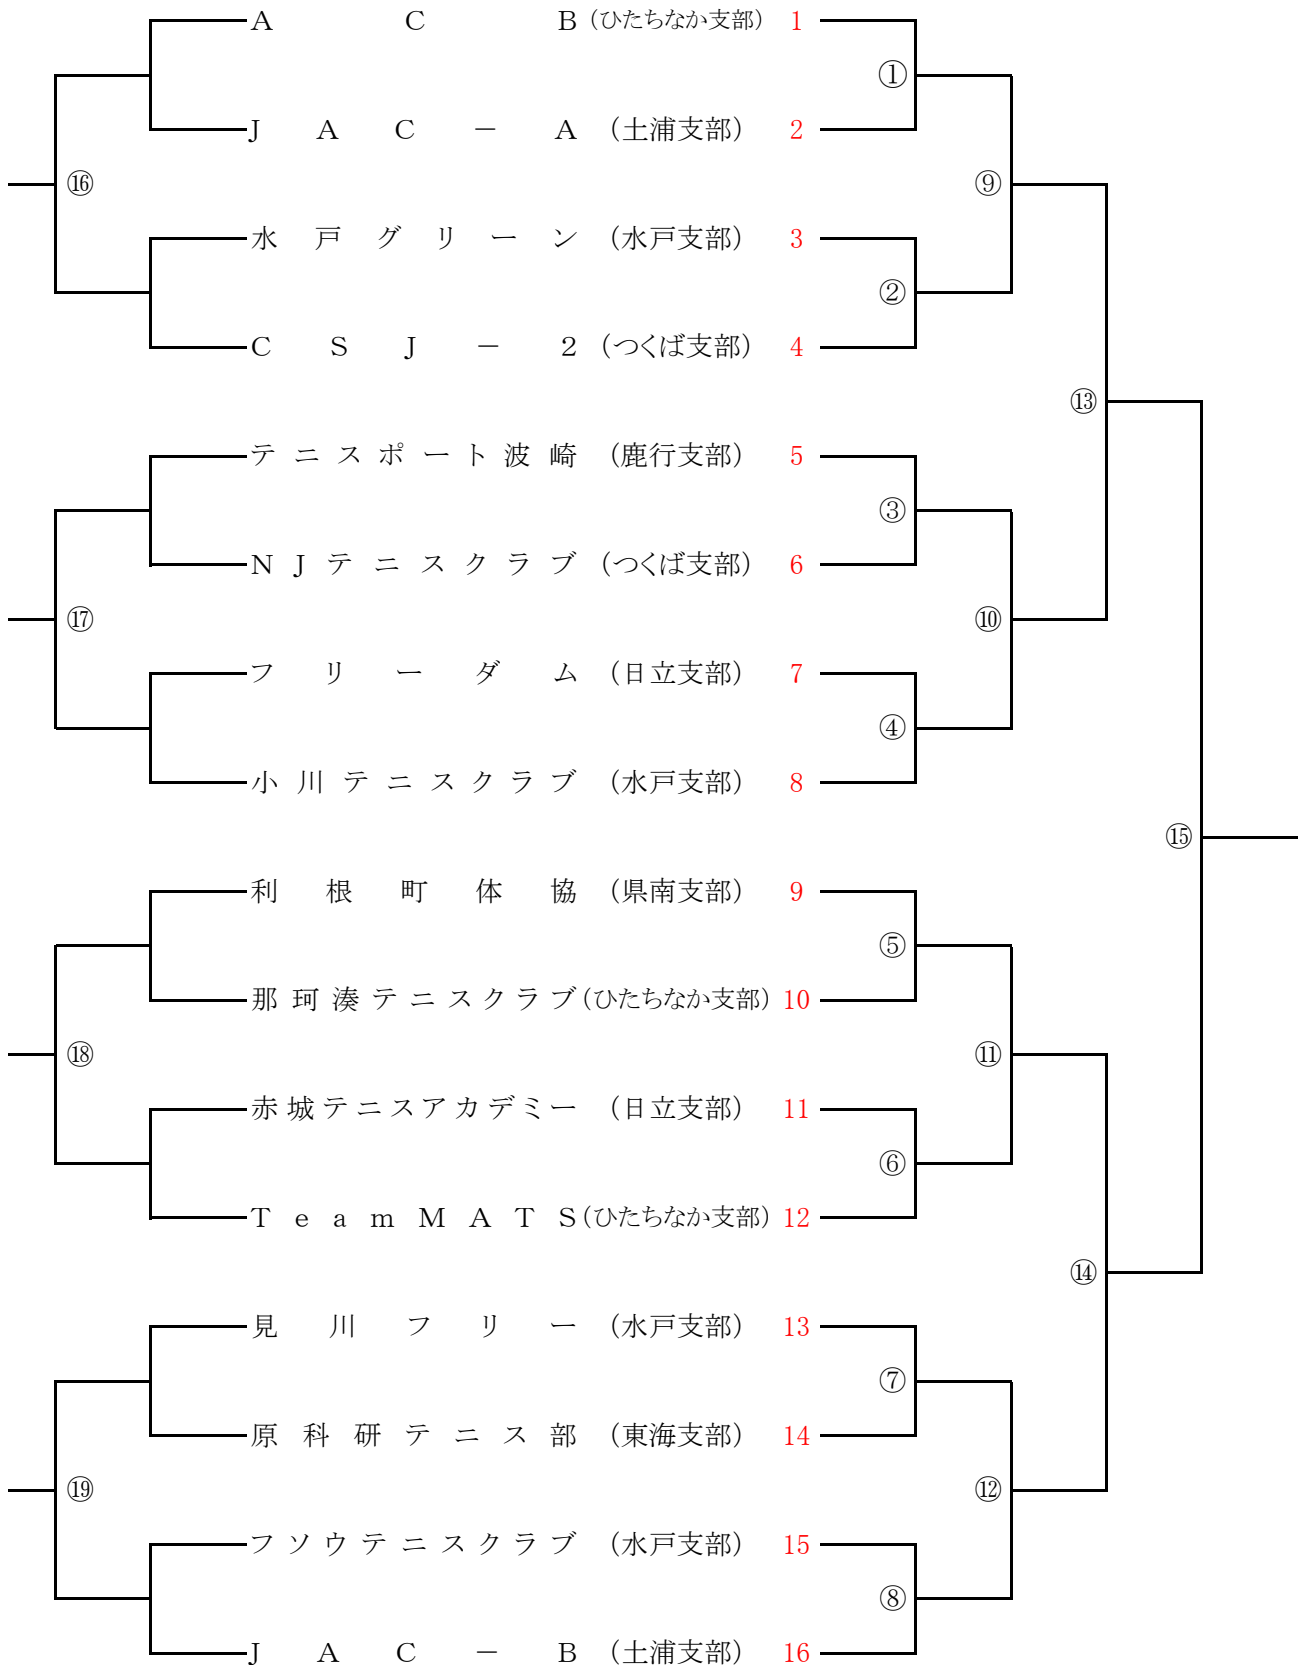 A C B (ひたちなか支部) 1
①
J A C － A (土浦支部) 2
⑯ ⑨
水戸グリーン (水戸支部) 3
②
C S J － 2 (つくば支部) 4
⑬
テニスポート波崎 (鹿行支部) 5
③
NJテニスクラブ (つくば支部) 6
⑰ ⑩
フリーダム (日立支部) 7
④
小川テニスクラブ (水戸支部) 8
⑮
利根町体協 (県南支部) 9
⑤
那珂湊テニスクラブ (ひたちなか支部) 10
⑱ ⑪
赤城テニスアカデミー (日立支部) 11
⑥
TeamMATS (ひたちなか支部) 12
⑭
見川フリー (水戸支部) 13
⑦
原科研テニス部 (東海支部) 14
⑲ ⑫
フソウテニスクラブ (水戸支部) 15
⑧
J A C － B (土浦支部) 16